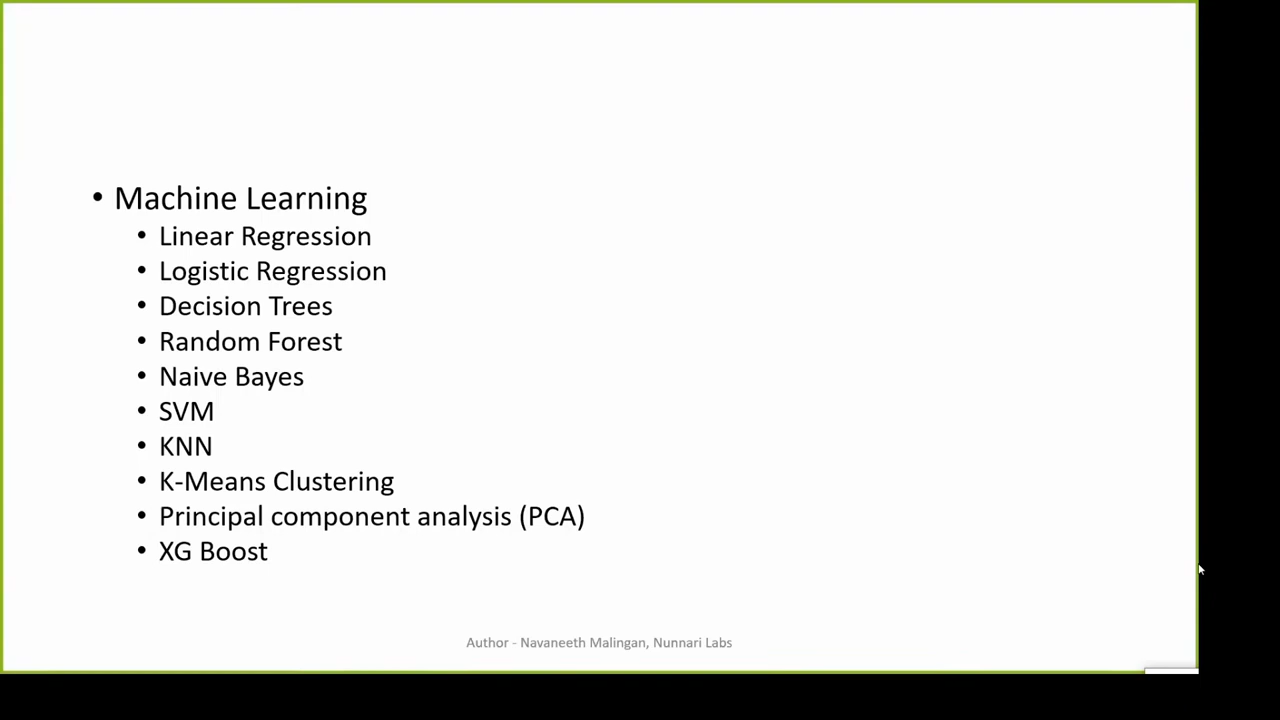 • Machine Learning
• Linear Regression
• Logistic Regression
• Decision Trees
• Random Forest
• Naive Bayes
• SVM
• KNN
• K-Means Clustering
• Principal component analysis (PCA)
• XG Boost
Author - Navaneeth Malingan, Nunnari Labs